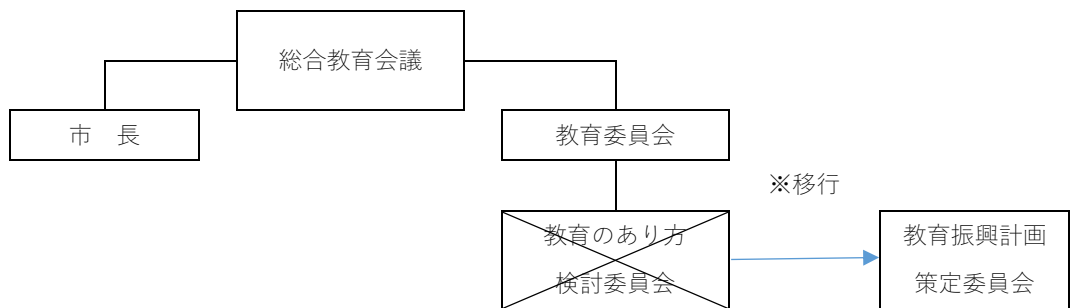 総合教育会議
市　長
教育委員会
※移行
教育のあり方
検討委員会
教育振興計画
策定委員会